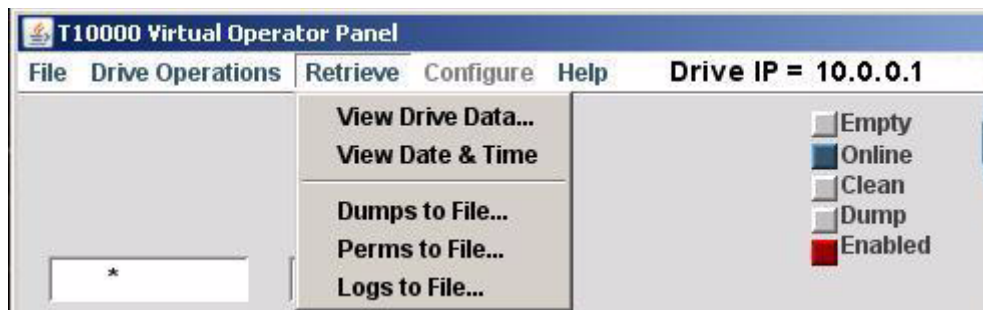 T10000 Virtual Operator Panel
File Drive Operations Retrieve Configure Help Drive IP = 10.0.0.1
View Drive Data...
View Date & Time
Dumps to File...
Perms to File...
Logs to File...
Empty
Online
Clean
Dump
Enabled
*